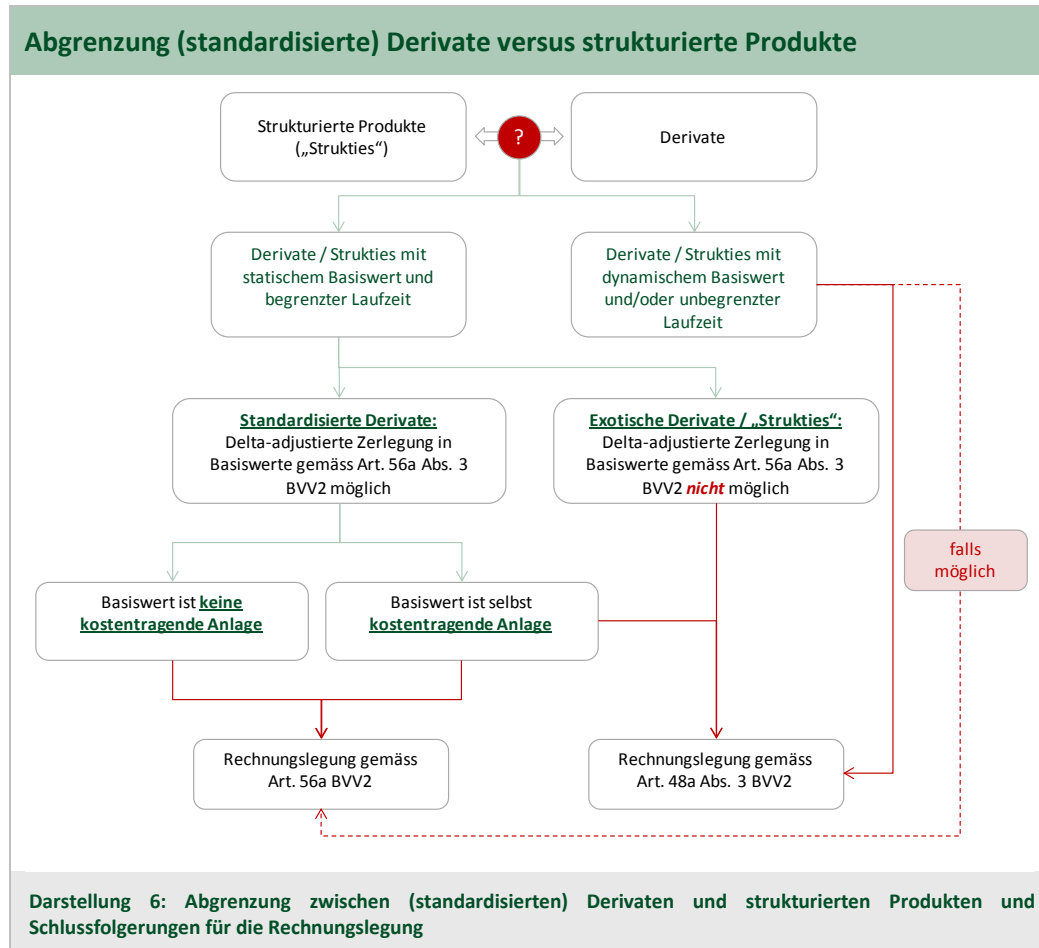 Abgrenzung (standardisierte) Derivate versus strukturierte Produkte
Strukturierte Produkte
(„Strukties“)
?
Derivate
Derivate / Strukties mit
statischem Basiswert und
begrenzter Laufzeit
Derivate / Strukties mit
dynamischem Basiswert
und/oder unbegrenzter
Laufzeit
Standardisierte Derivate:
Delta-adjustierte Zerlegung in
Basiswerte gemäss Art. 56a Abs. 3
BVV2 möglich
Exotische Derivate / „Strukties“:
Delta-adjustierte Zerlegung in
Basiswerte gemäss Art. 56a Abs. 3
BVV2 nicht möglich
falls
möglich
Basiswert ist keine
kostentragende Anlage
Basiswert ist selbst
kostentragende Anlage
Rechnungslegung gemäss
Art. 56a BVV2
Rechnungslegung gemäss
Art. 48a Abs. 3 BVV2
Darstellung 6: Abgrenzung zwischen (standardisierten) Derivaten und strukturierten Produkten und
Schlussfolgerungen für die Rechnungslegung